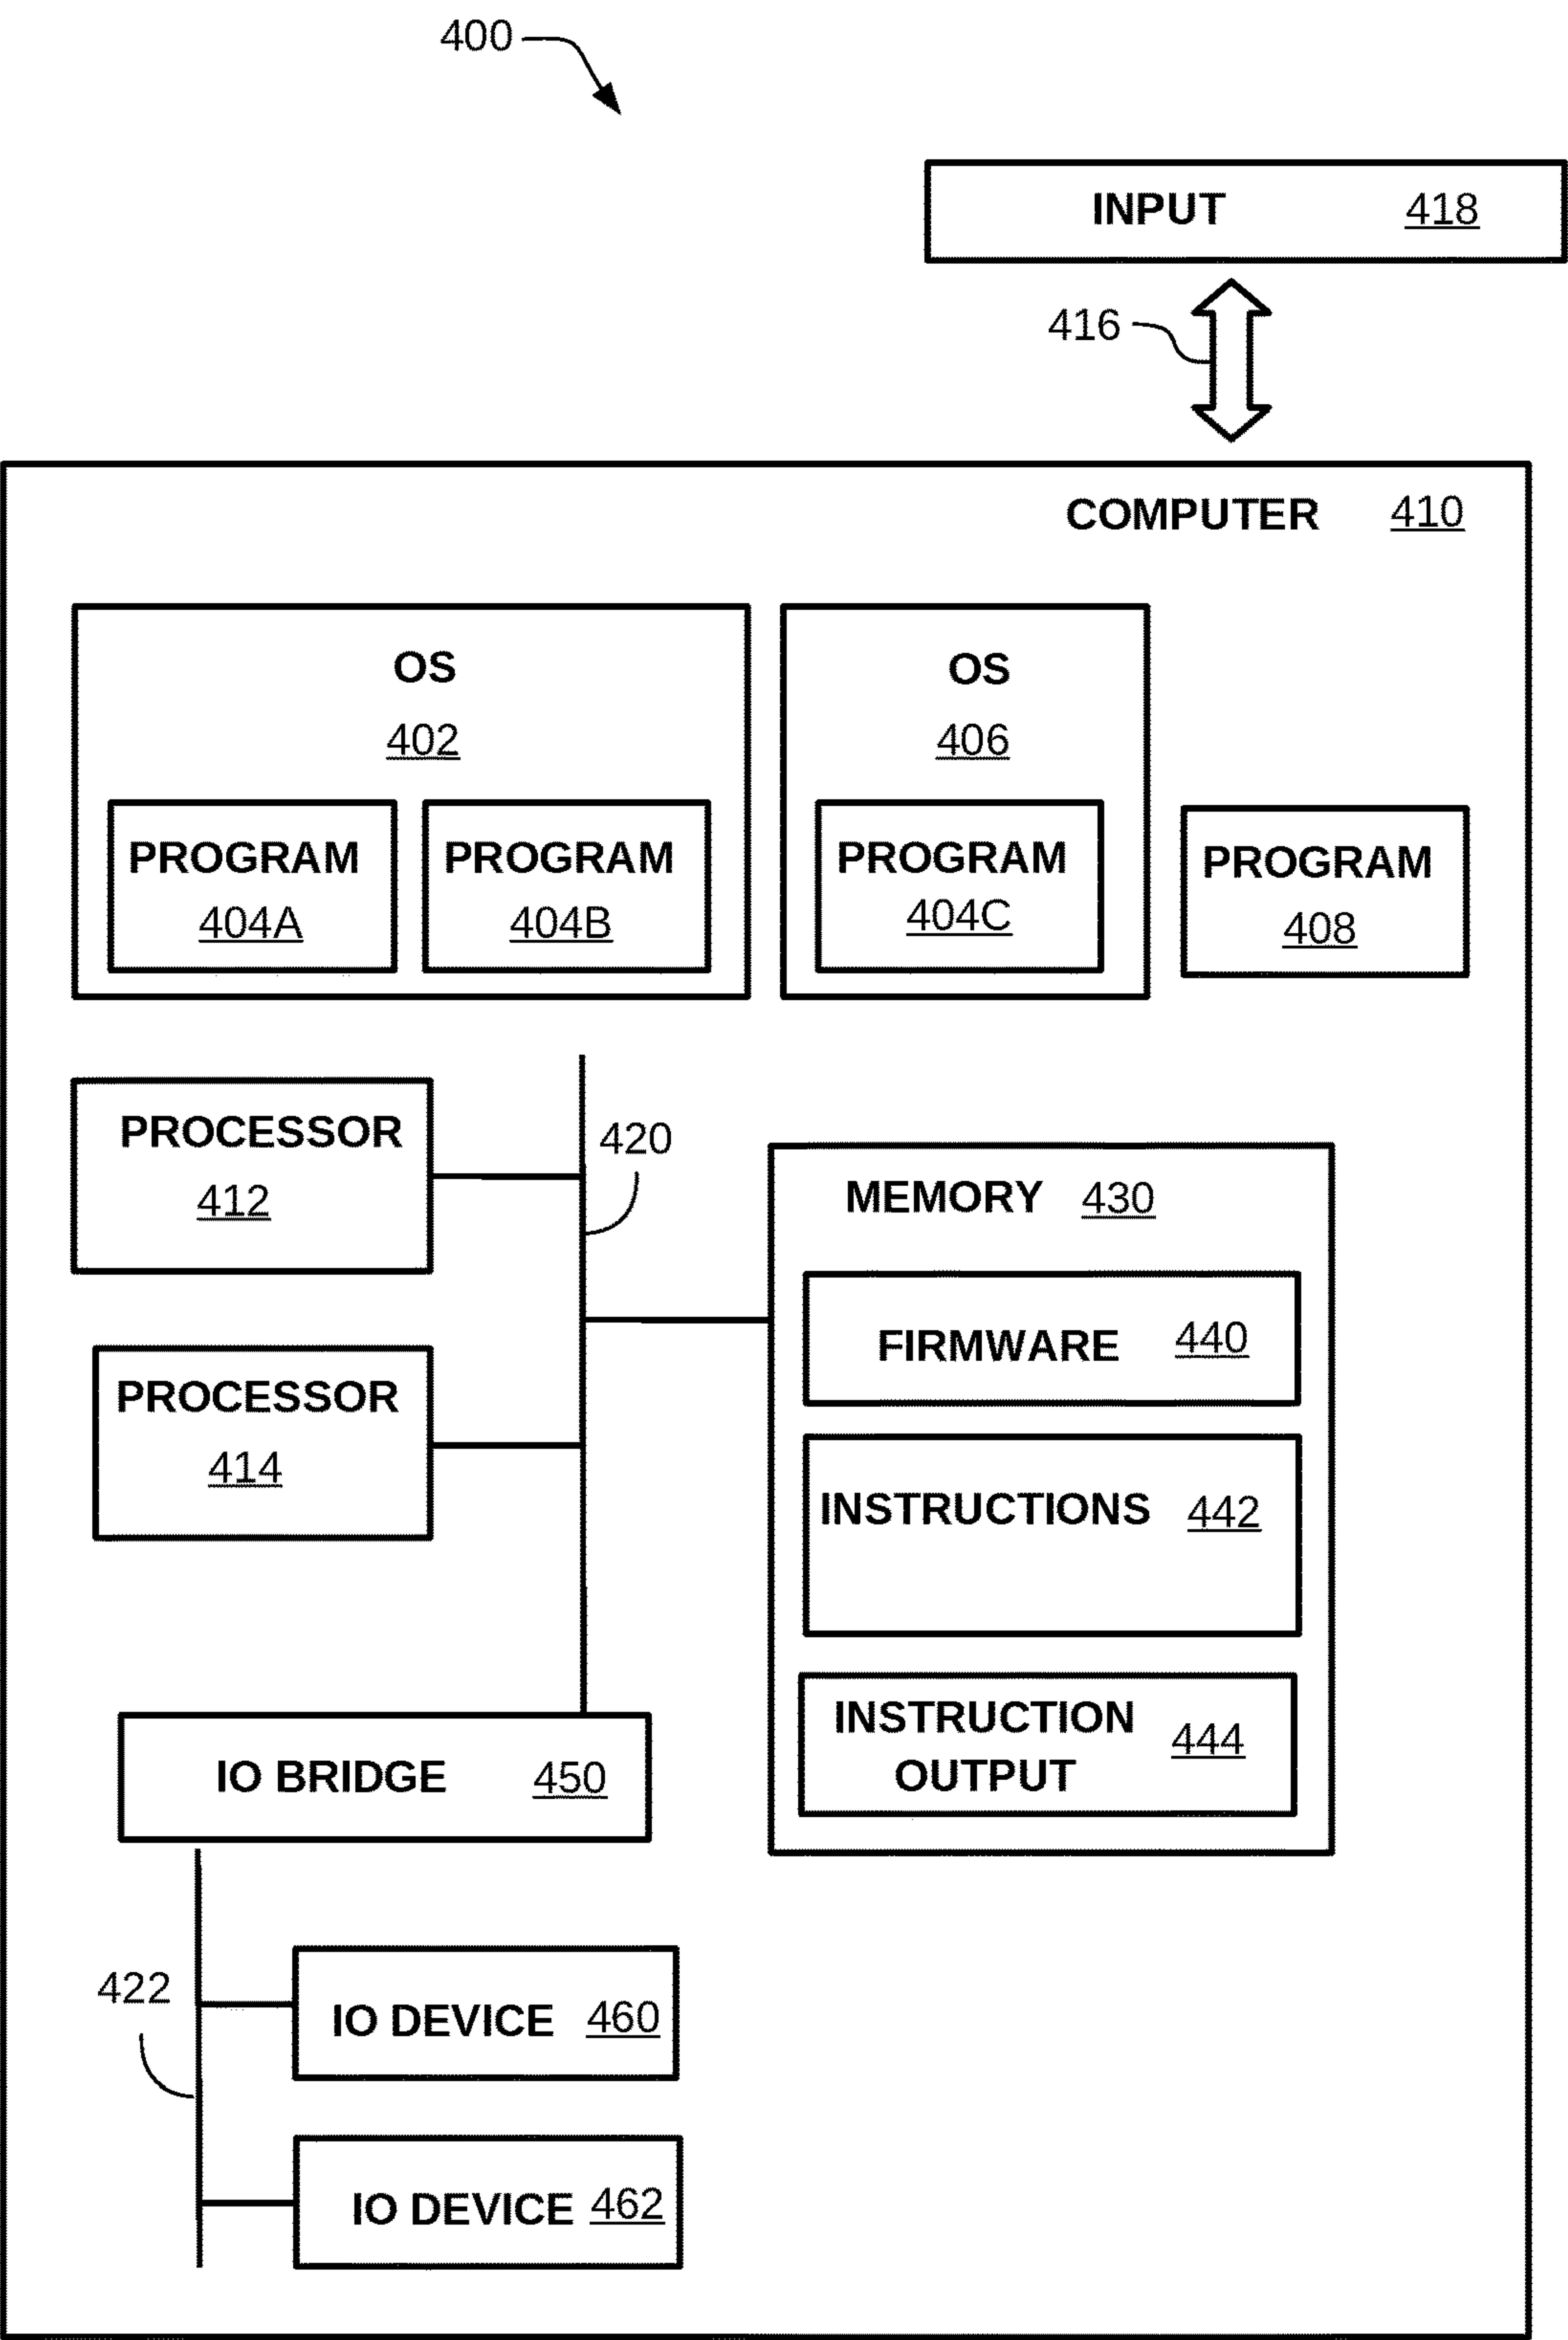 400
INPUT 418
416
COMPUTER 410
OS
402
PROGRAM
404A
PROGRAM
404B
OS
406
PROGRAM
404C
PROGRAM
408
PROCESSOR
412
420
MEMORY 430
FIRMWARE 440
PROCESSOR
414
INSTRUCTIONS 442
INSTRUCTION
OUTPUT
444
IO BRIDGE 450
422
IO DEVICE 460
IO DEVICE 462